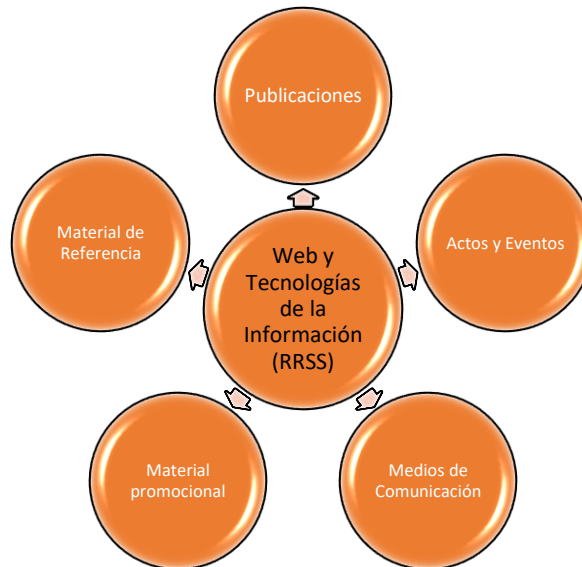 Publicaciones
Material de
Referencia
Actos y Eventos
Web y
Tecnologías
de la
Información
(RRSS)
Material
promocional
Medios de
Comunicación